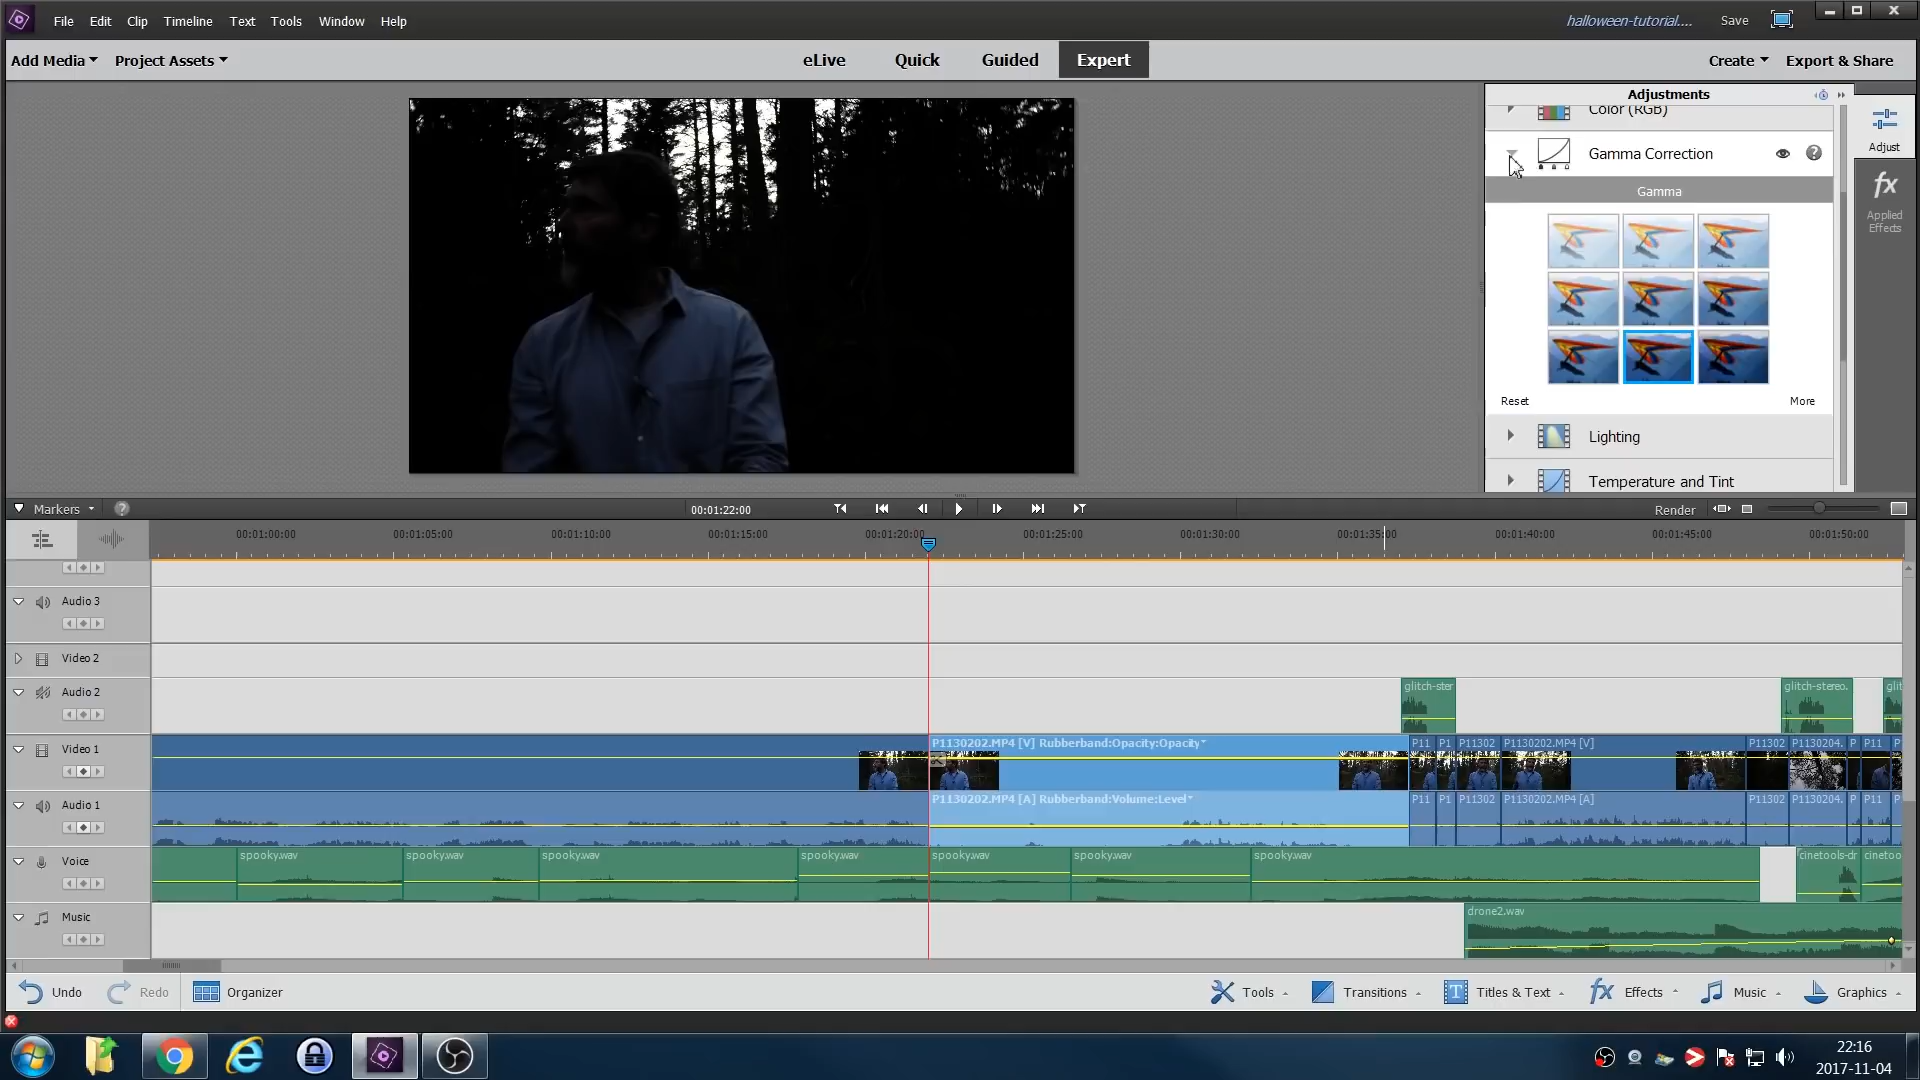 File Edit Clip Timeline Text Tools Window Help
halloween-tutorial.... Save
Add Media Project Assets
eLive Quick Guided Expert
Create Export & Share
Adjustments
Color (RGB)
Gamma Correction
Gamma
Reset More
Lighting
Temperature and Tint
Adjust
fx
Applied
Effects
Markers
00:01:22:00
Render
00:01:00:00 00:01:05:00 00:01:10:00 00:01:15:00 00:01:20:00 00:01:25:00 00:01:30:00 00:01:35:00 00:01:40:00 00:01:45:00 00:01:50:00
Audio 3
Video 2
Audio 2
glitch-ster glitch-stereo. glit
Video 1
P1130202.MP4 [V] Rubberband:Opacity:Opacity P11 P1 P11302 P1130202.MP4 [V] P11302 P1130204. P P11 P
Audio 1
P1130202.MP4 [A] Rubberband:Volume:Level P11 P1 P11302 P1130202.MP4 [A] P11302 P1130204. P P11 P
Voice
spooky.wav spooky.wav spooky.wav spooky.wav spooky.wav spooky.wav spooky.wav cinetools-dr cinetoo
Music
drone2.wav
Undo Redo Organizer
Tools Transitions Titles & Text Effects Music Graphics
22:16
2017-11-04